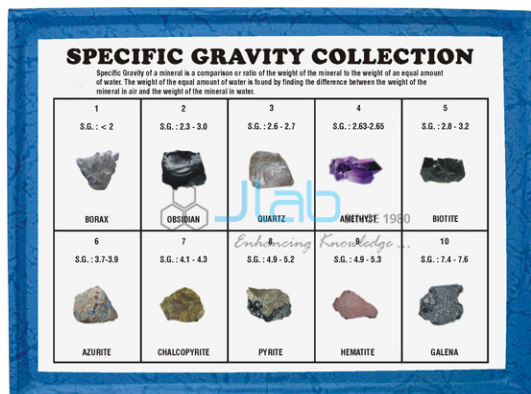 SPECIFIC GRAVITY COLLECTION
Specific Gravity of a mineral is a comparison or ratio of the weight of the mineral to the weight of an equal amount
of water. The weight of the equal amount of water is found by finding the difference between the weight of the
mineral in air and the weight of the mineral in water.
1 2 3 4 5
S.G. : < 2 S.G. : 2.3 - 3.0 S.G. : 2.6 - 2.7 S.G. : 2.63-2.65 S.G. : 2.8 - 3.2
Jlab
BORAX OBSIDIAN QUARTZ AMETHYSE BIOTITE
SINCE 1980
Enhancing Knowledge ...
6 7 8 9 10
S.G. : 3.7-3.9 S.G. : 4.1 - 4.3 S.G. : 4.9 - 5.2 S.G. : 4.9 - 5.3 S.G. : 7.4 - 7.6
AZURITE CHALCOPYRITE PYRITE HEMATITE GALENA